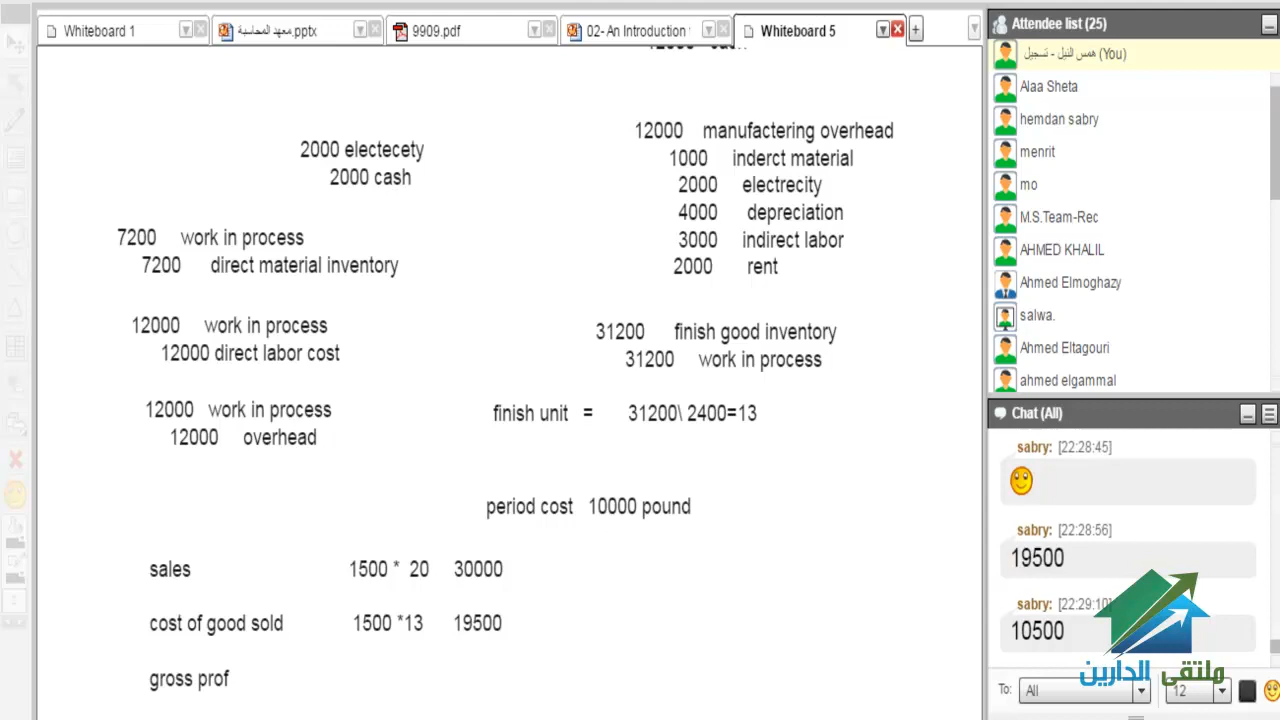 Whiteboard 1
معهد المحاسبة.pptx
9909.pdf
02- An Introduction
Whiteboard 5
2000 electecety
2000 cash
7200 work in process
7200 direct material inventory
12000 work in process
12000 direct labor cost
12000 work in process
12000 overhead
12000 manufactering overhead
1000 inderct material
2000 electrecity
4000 depreciation
3000 indirect labor
2000 rent
31200 finish good inventory
31200 work in process
finish unit = 31200\ 2400=13
period cost 10000 pound
sales 1500 * 20 30000
cost of good sold 1500 *13 19500
gross prof
Attendee list (25)
همس النيل - تسجيل (You)
Alaa Sheta
hemdan sabry
menrit
mo
M.S.Team-Rec
AHMED KHALIL
Ahmed Elmoghazy
salwa.
Ahmed Eltagouri
ahmed elgammal
Chat (All)
sabry: [22:28:45]
sabry: [22:28:56]
19500
sabry: [22:29:10]
10500
ملتقى الدارين
To: All 12